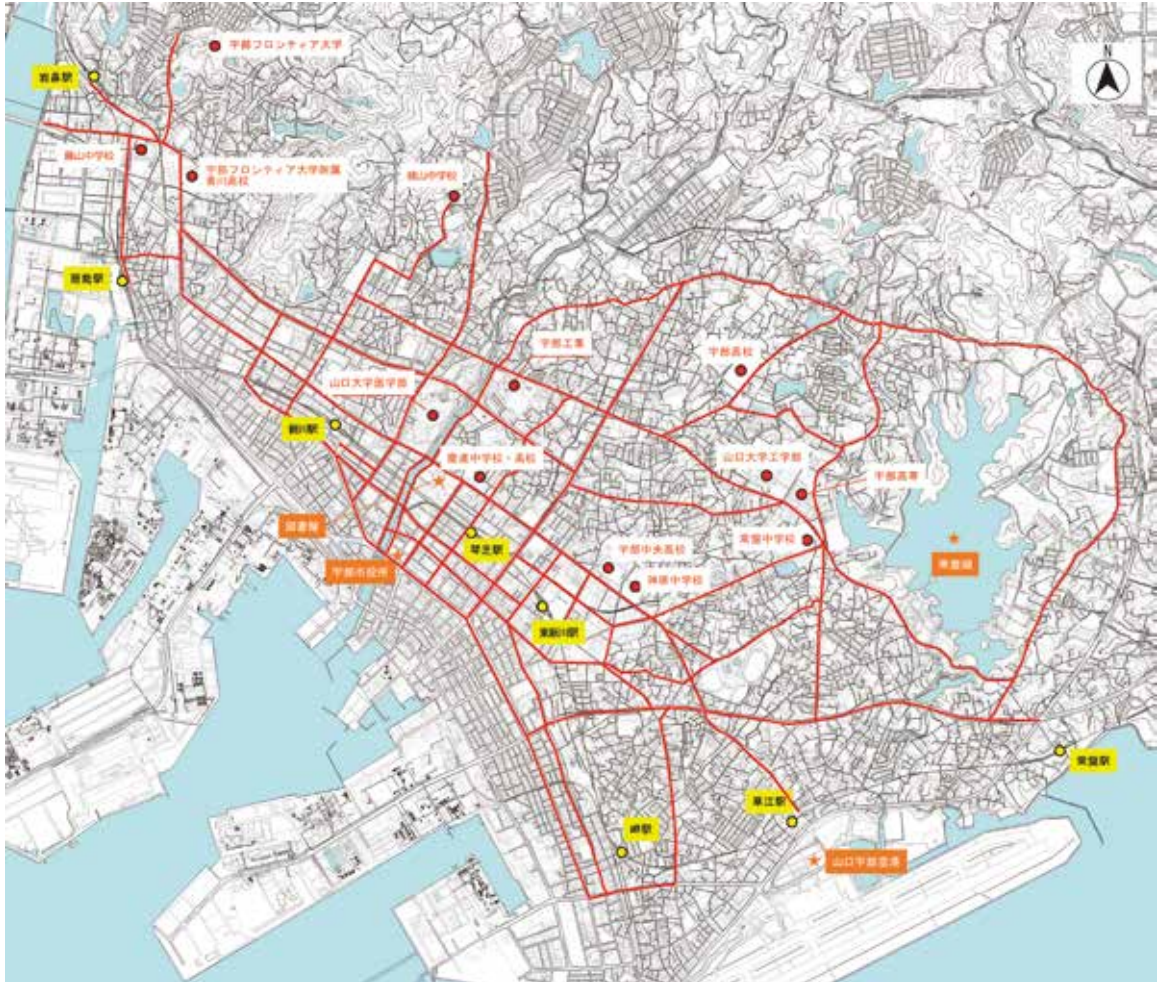 宇部フロンティア大学
N
岩鼻駅
藤山中学校
宇部フロンティア大学附属
香川高校
桃山中学校
居能駅
宇部工業
宇部高校
山口大学医学部
新川駅
慶進中学校・高校
山口大学工学部
宇部高専
図書館
琴芝駅
常盤中学校
宇部中央高校
宇部市役所
常盤湖
神原中学校
東新川駅
常盤駅
草江駅
岬駅
山口宇部空港